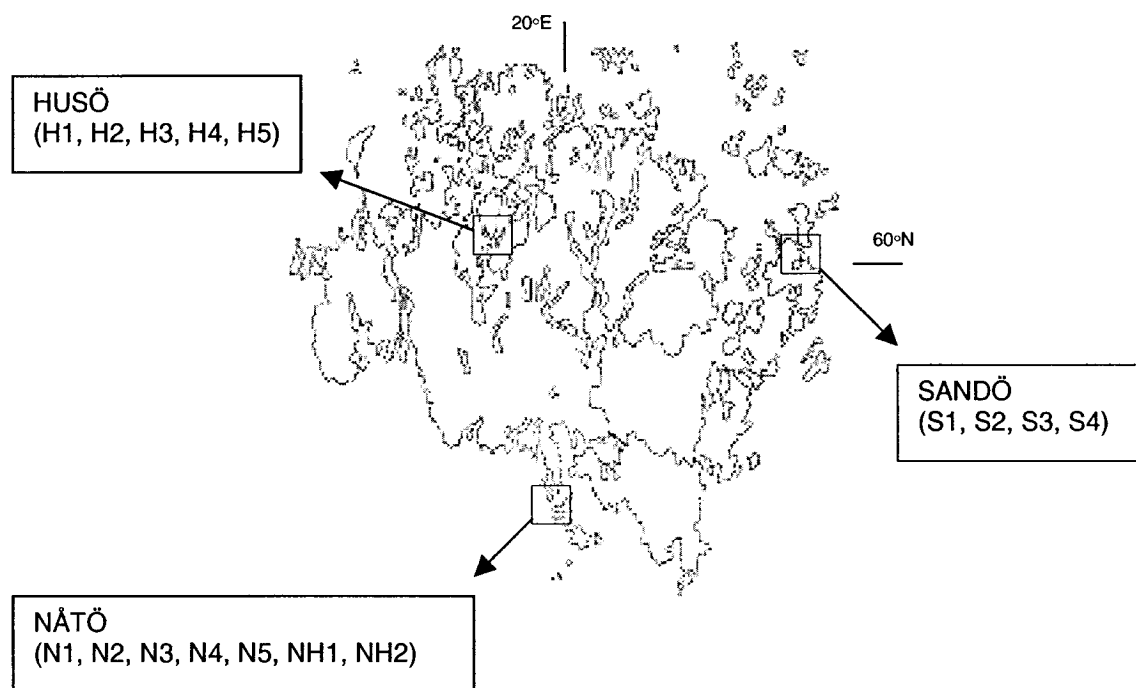 20°E
HUSÖ
(H1, H2, H3, H4, H5)
60°N
SANDÖ
(S1, S2, S3, S4)
NÅTÖ
(N1, N2, N3, N4, N5, NH1, NH2)